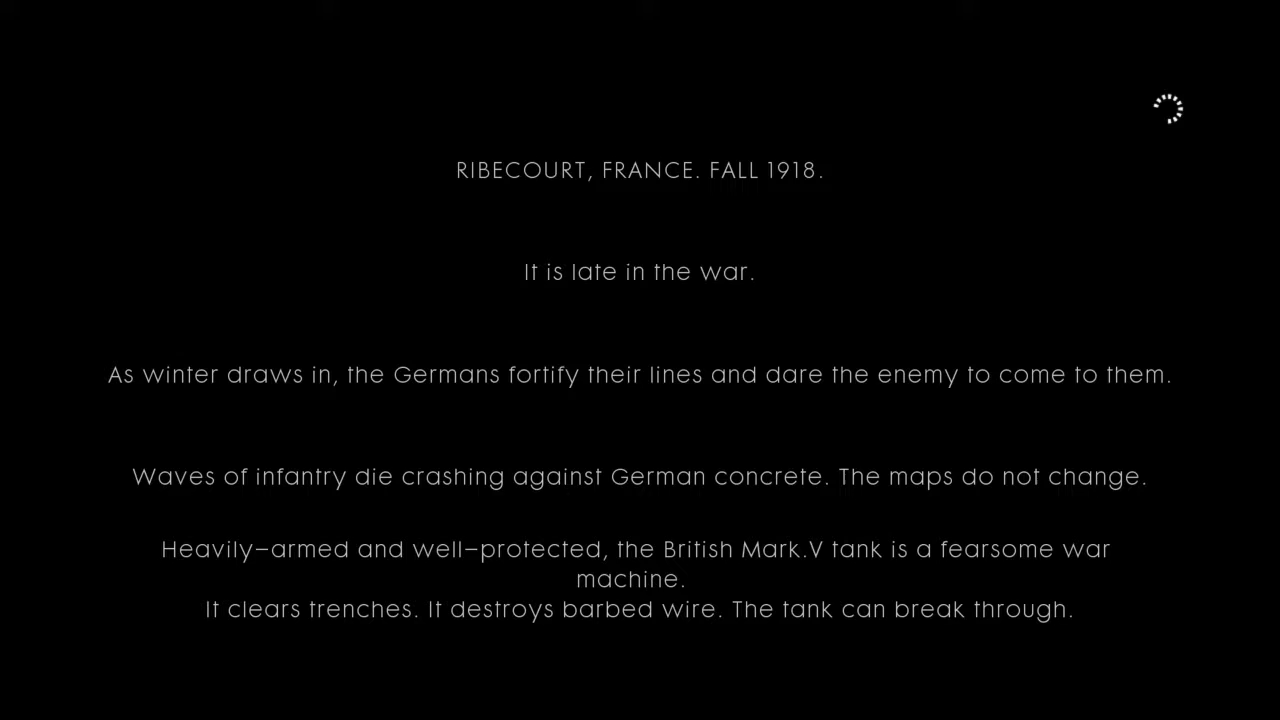 RIBECOURT, FRANCE. FALL 1918.
It is late in the war.
As winter draws in, the Germans fortify their lines and dare the enemy to come to them.
Waves of infantry die crashing against German concrete. The maps do not change.
Heavily-armed and well-protected, the British Mark.V tank is a fearsome war
machine.
It clears trenches. It destroys barbed wire. The tank can break through.